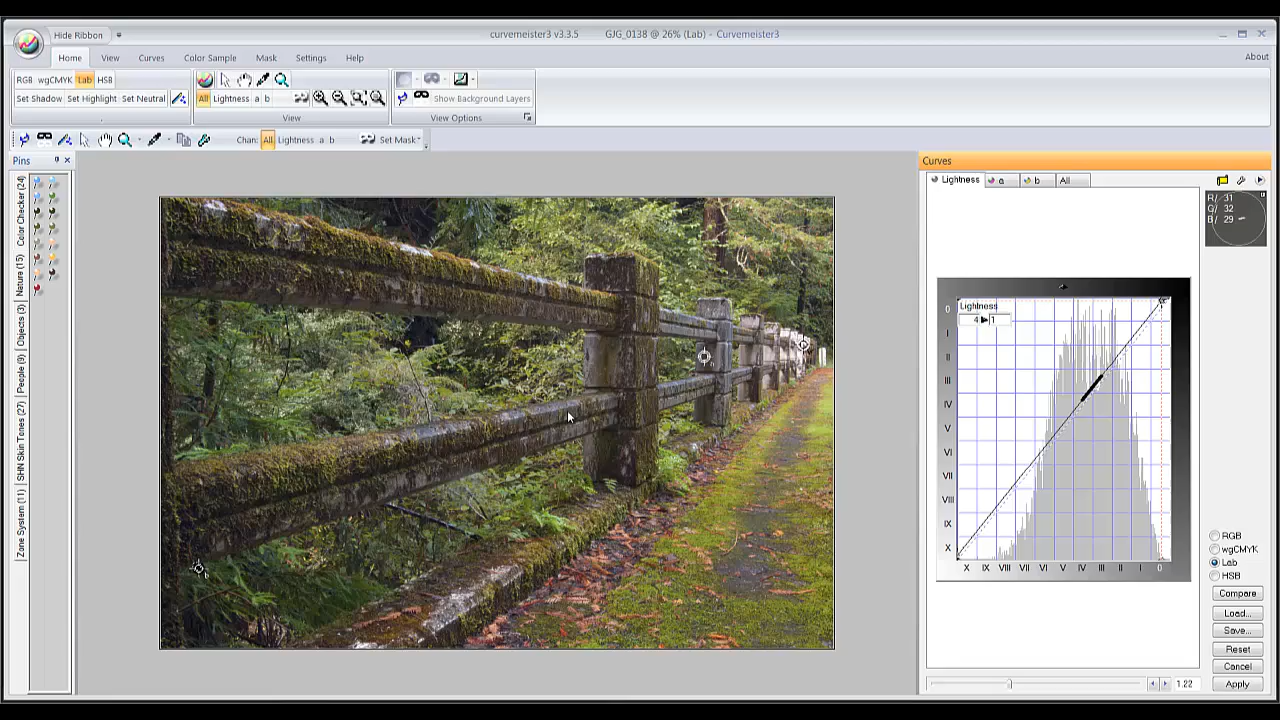 Hide Ribbon
curvemeister3 v3.3.5 GJG_0138 @ 26% (Lab) - Curvemeister3
Home View Curves Color Sample Mask Settings Help
About
RGB wgCMYK Lab HSB
Set Shadow Set Highlight Set Neutral
All Lightness a b
Show Background Layers
View
View Options
Chan: All Lightness a b Set Mask
Pins
Curves
Color Checker (24)
Nature (15)
Objects (3)
People (9)
SHN Skin Tones (27)
Zone System (11)
Lightness a b All
R/ 31
G/ 32
B/ 29
Lightness
4 1
0
I
II
III
IV
V
VI
VII
VIII
IX
X
X IX VIII VII VI V IV III II I 0
RGB
wgCMYK
Lab
HSB
Compare
Load...
Save...
Reset
Cancel
Apply
1.22